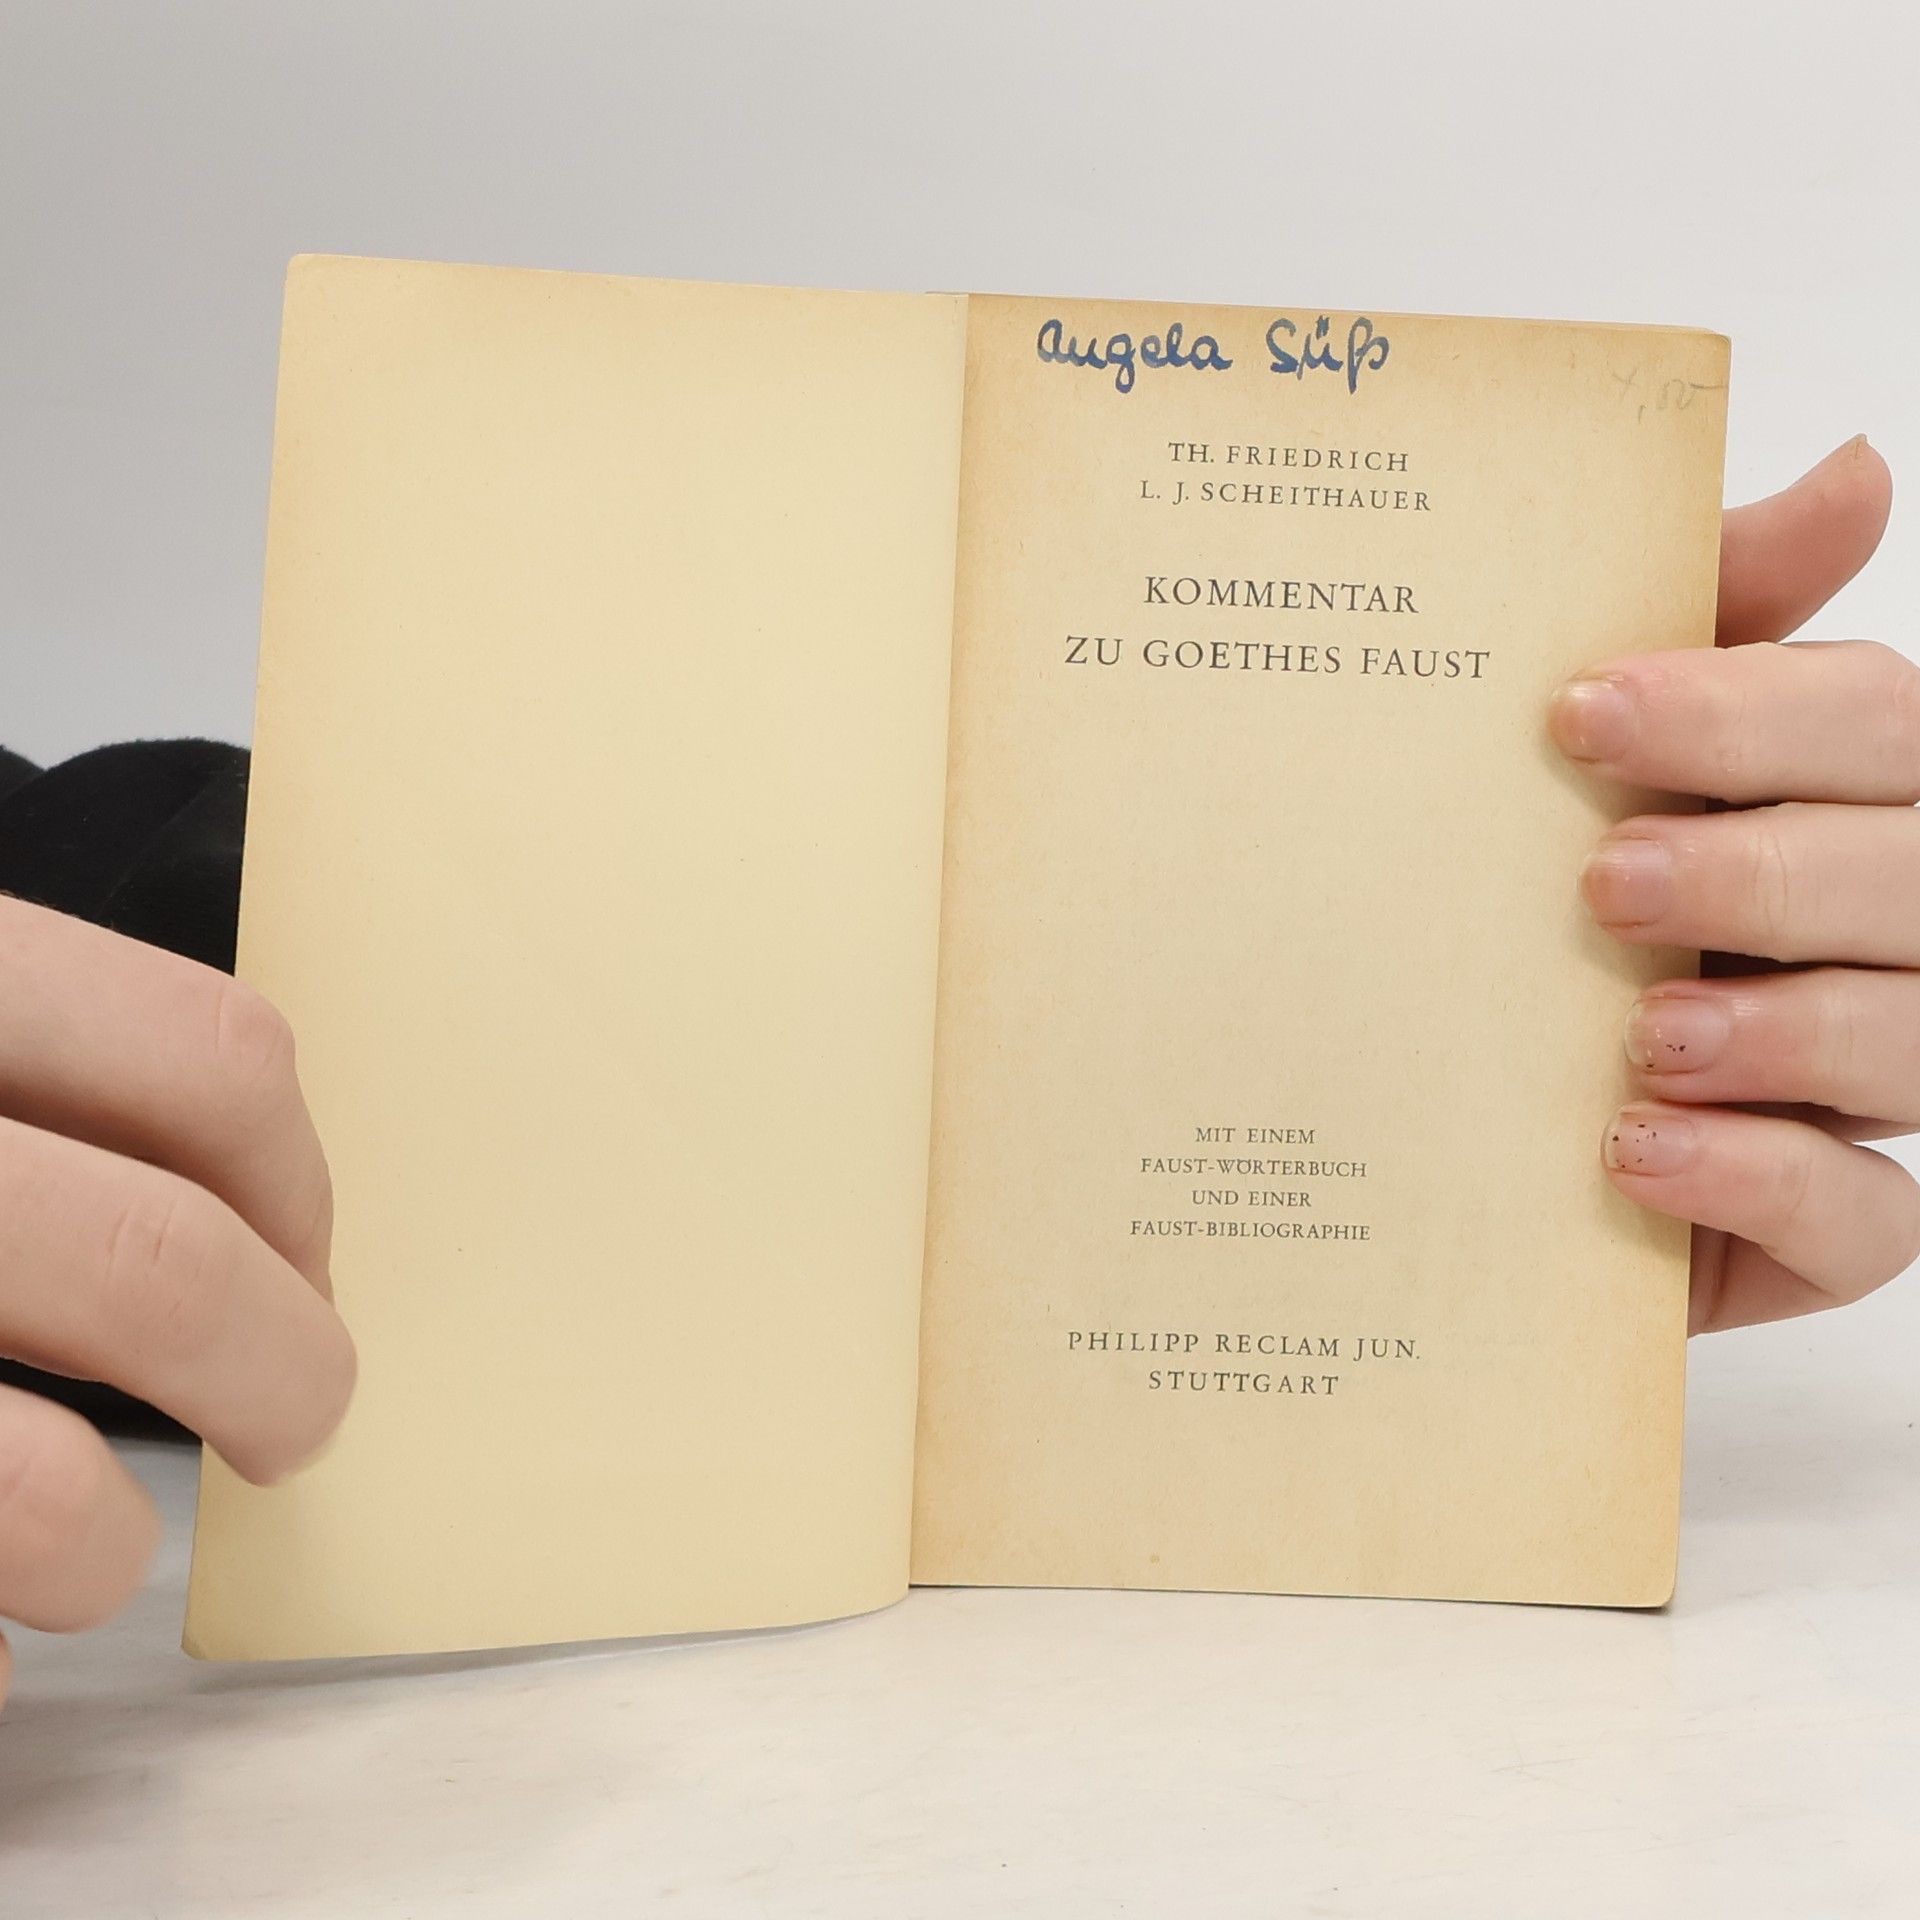 Angela Süß
TH. FRIEDRICH
L. J. SCHEITHAUER
KOMMENTAR
ZU GOETHES FAUST
MIT EINEM
FAUST-WÖRTERBUCH
UND EINER
FAUST-BIBLIOGRAPHIE
PHILIPP RECLAM JUN.
STUTTGART